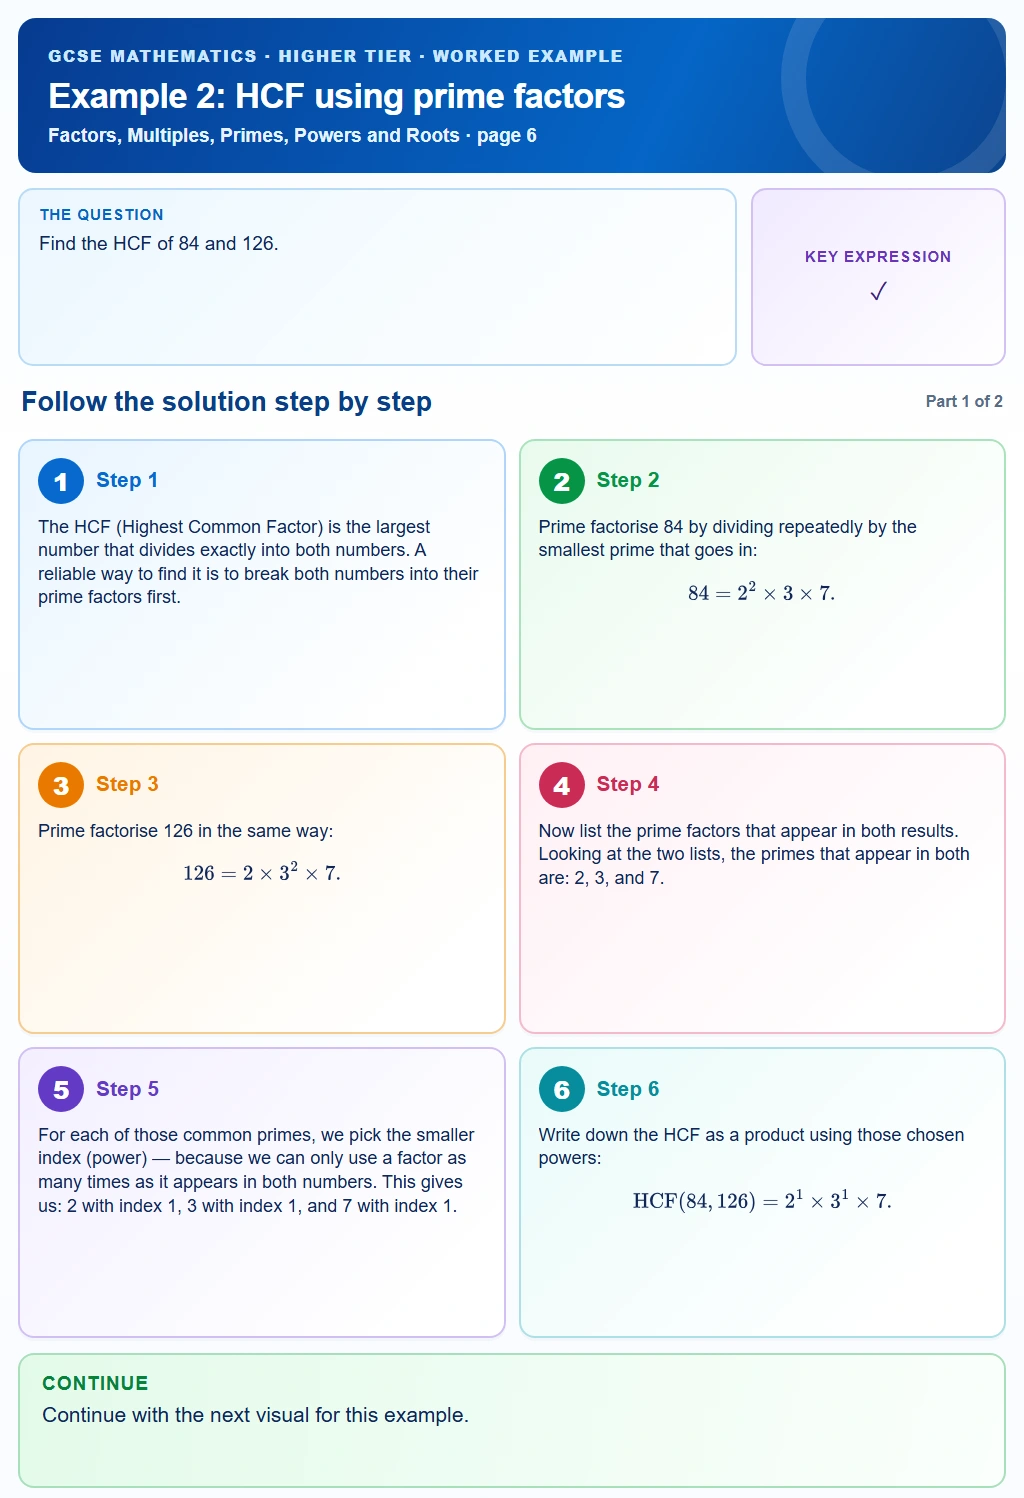 GCSE MATHEMATICS · HIGHER TIER · WORKED EXAMPLE
Example 2: HCF using prime factors
Factors, Multiples, Primes, Powers and Roots · page 6
THE QUESTION
Find the HCF of 84 and 126.
KEY EXPRESSION
✓
Follow the solution step by step
Part 1 of 2
1 Step 1
The HCF (Highest Common Factor) is the largest
number that divides exactly into both numbers. A
reliable way to find it is to break both numbers into their
prime factors first.
2 Step 2
Prime factorise 84 by dividing repeatedly by the
smallest prime that goes in:
84 = 2² × 3 × 7.
3 Step 3
Prime factorise 126 in the same way:
126 = 2 × 3² × 7.
4 Step 4
Now list the prime factors that appear in both results.
Looking at the two lists, the primes that appear in both
are: 2, 3, and 7.
5 Step 5
For each of those common primes, we pick the smaller
index (power) — because we can only use a factor as
many times as it appears in both numbers. This gives
us: 2 with index 1, 3 with index 1, and 7 with index 1.
6 Step 6
Write down the HCF as a product using those chosen
powers:
HCF(84, 126) = 2¹ × 3¹ × 7.
CONTINUE
Continue with the next visual for this example.